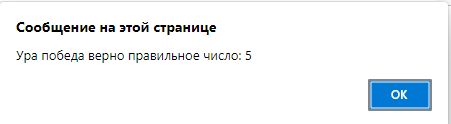 Сообщение на этой странице
Ура победа верно правильное число: 5
OK